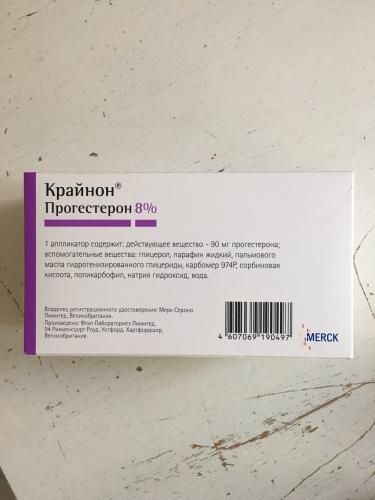 Крайнон®
Прогестерон 8%
1 аппликатор содержит: действующее вещество - 90 мг прогестерона;
вспомогательные вещества: глицерол, парафин жидкий, пальмового
масла гидрогенизированного глицериды, карбомер 974Р, сорбиновая
кислота, поликарбофил, натрия гидроксид, вода.
Владелец регистрационного удостоверения: Мерк Сероно
Лимитед, Великобритания.
Произведено: Флит Лабораториз Лимитед,
94 Рикменсуорт Роуд, Уотфорд, Хартфордшир,
Великобритания.
4 607069 190497
MERCK